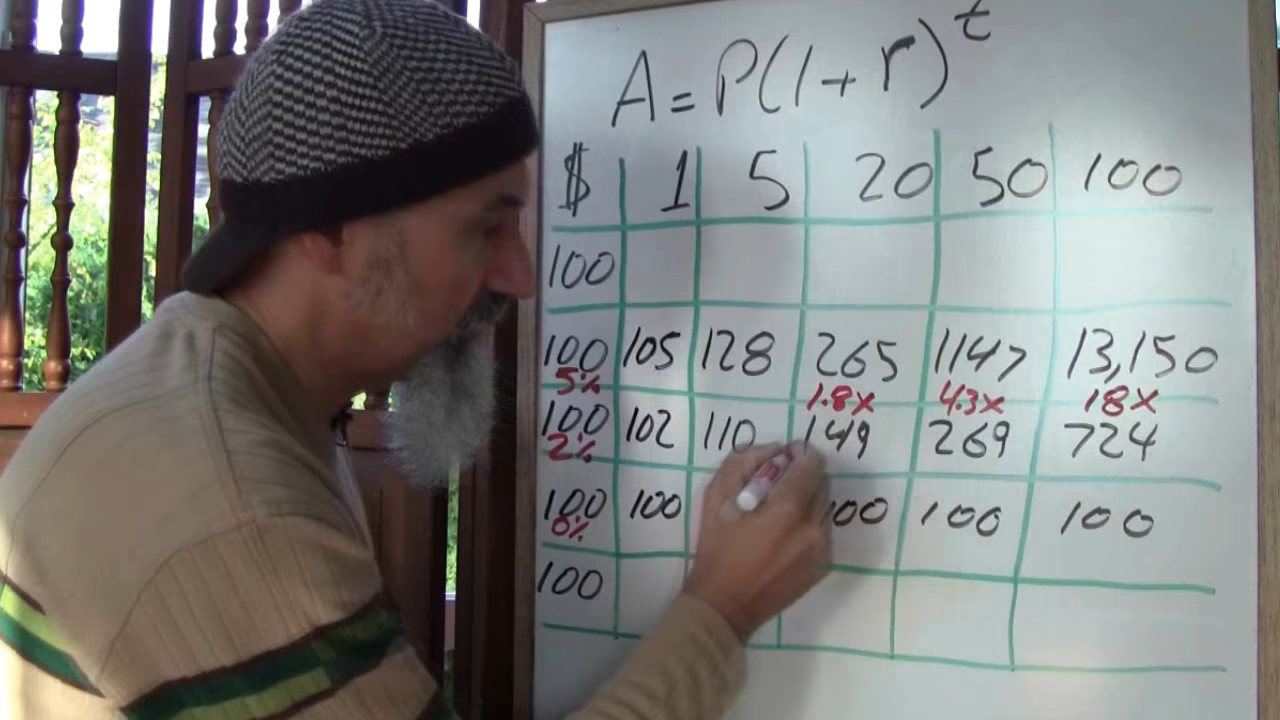 A = P(1 + r)^t
$ 1 5 20 50 100
100
100 105 128 265 1147 13,150
5% 1.8x 4.3x 18x
100 102 110 149 269 724
2%
100 100 100 100 100
0%
100